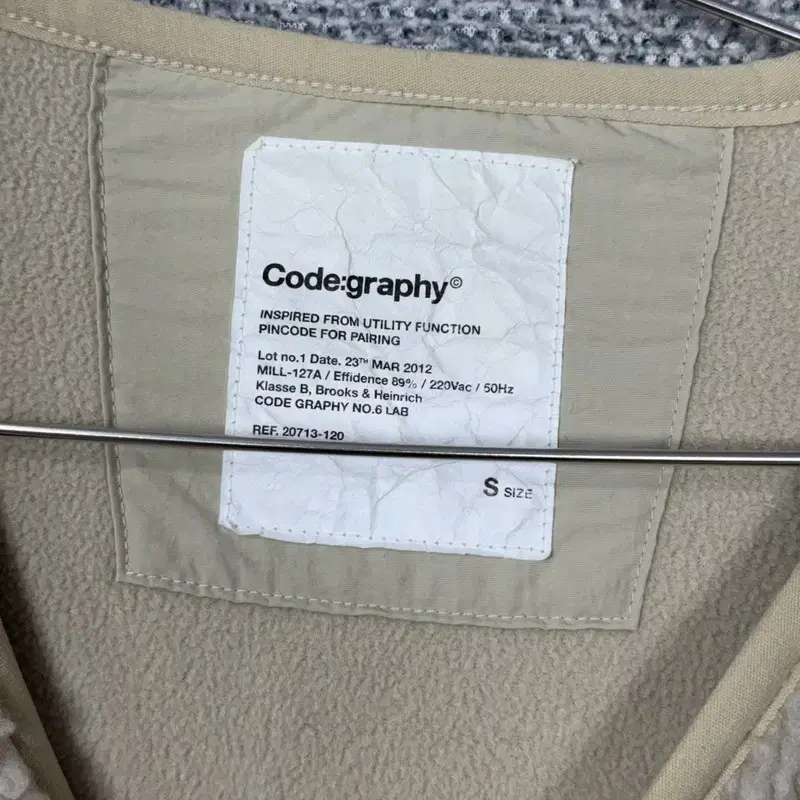 Code:graphy©
INSPIRED FROM UTILITY FUNCTION
PINCODE FOR PAIRING
Lot no.1 Date. 23TH MAR 2012
MILL-127A / Effidence 89% / 220Vac / 50Hz
Klasse B, Brooks & Heinrich
CODE GRAPHY NO.6 LAB
REF. 20713-120
S SIZE